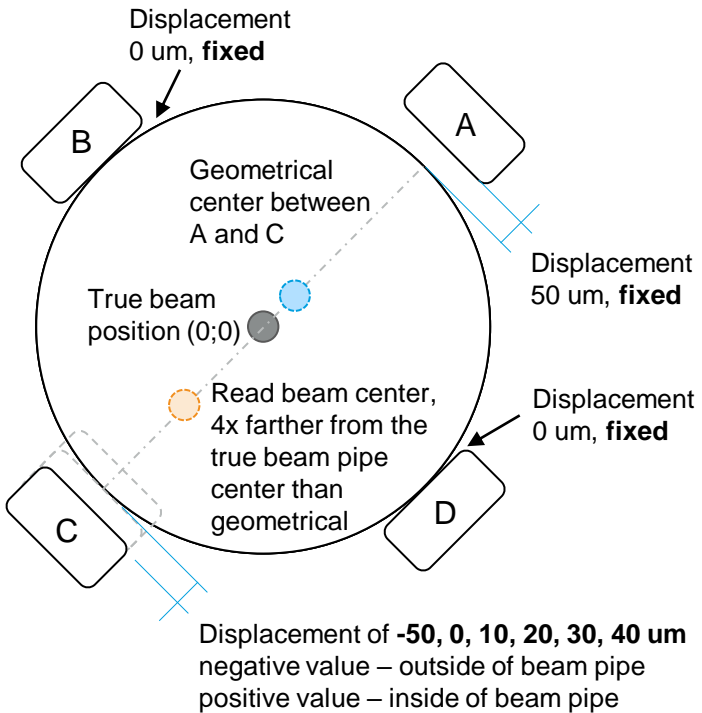 Displacement
0 um, fixed
B
A
Geometrical
center between
A and C
Displacement
50 um, fixed
True beam
position (0;0)
Read beam center,
4x farther from the
true beam pipe
center than
geometrical
Displacement
0 um, fixed
C
D
Displacement of -50, 0, 10, 20, 30, 40 um
negative value – outside of beam pipe
positive value – inside of beam pipe